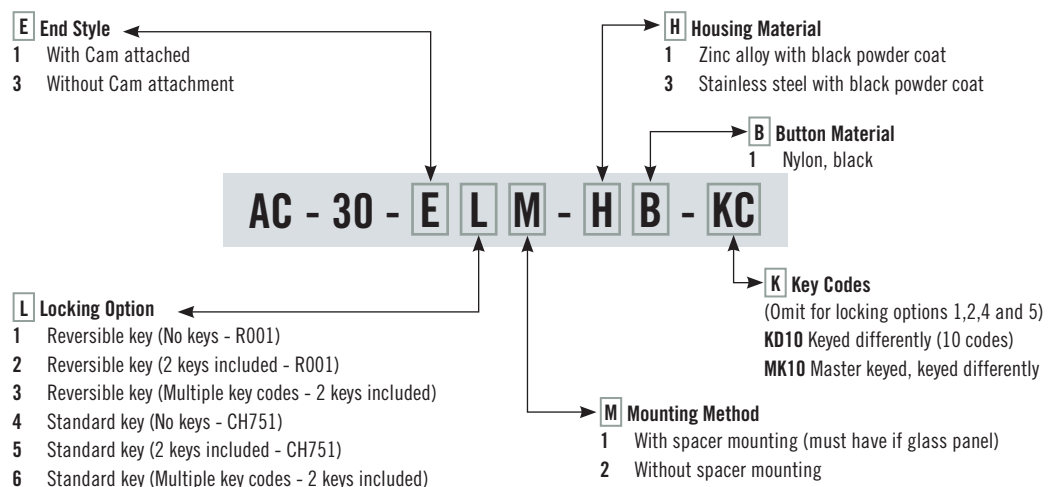 E End Style
1 With Cam attached
3 Without Cam attachment
H Housing Material
1 Zinc alloy with black powder coat
3 Stainless steel with black powder coat
B Button Material
1 Nylon, black
AC - 30 - E L M - H B - KC
L Locking Option
1 Reversible key (No keys - R001)
2 Reversible key (2 keys included - R001)
3 Reversible key (Multiple key codes - 2 keys included)
4 Standard key (No keys - CH751)
5 Standard key (2 keys included - CH751)
6 Standard key (Multiple key codes - 2 keys included)
K Key Codes
(Omit for locking options 1,2,4 and 5)
KD10 Keyed differently (10 codes)
MK10 Master keyed, keyed differently
M Mounting Method
1 With spacer mounting (must have if glass panel)
2 Without spacer mounting